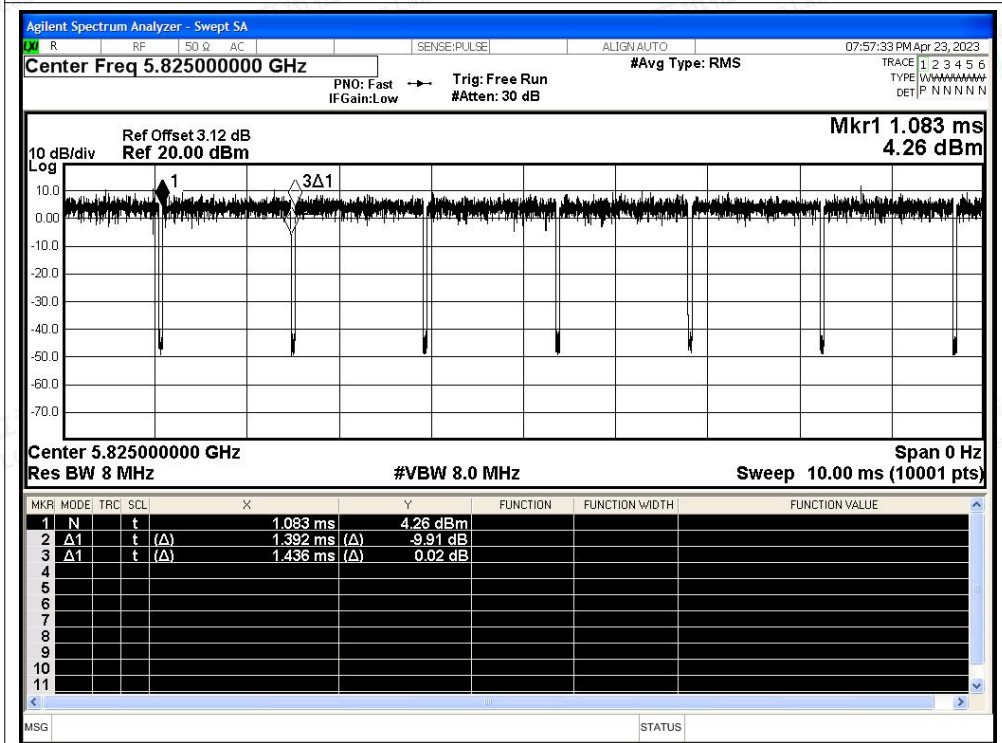 Agilent Spectrum Analyzer - Swept SA
LXI R RF 50 Ω AC SENSE:PULSE ALIGN AUTO 07:57:33 PM Apr 23, 2023
Center Freq 5.825000000 GHz #Avg Type: RMS TRACE 1 2 3 4 5 6
PNO: Fast Trig: Free Run TYPE WWWWWW
IFGain:Low #Atten: 30 dB DET P N N N N N
Mkr1 1.083 ms
Ref Offset 3.12 dB
10 dB/div Ref 20.00 dBm 4.26 dBm
Log
1 3Δ1
10.0
0.00
-10.0
-20.0
-30.0
-40.0
-50.0
-60.0
-70.0
Center 5.825000000 GHz Span 0 Hz
Res BW 8 MHz #VBW 8.0 MHz Sweep 10.00 ms (10001 pts)
MKR MODE TRC SCL X Y FUNCTION FUNCTION WIDTH FUNCTION VALUE
1 N t 1.083 ms 4.26 dBm
2 Δ1 t (Δ) 1.392 ms (Δ) -9.91 dB
3 Δ1 t (Δ) 1.436 ms (Δ) 0.02 dB
4
5
6
7
8
9
10
11
MSG STATUS